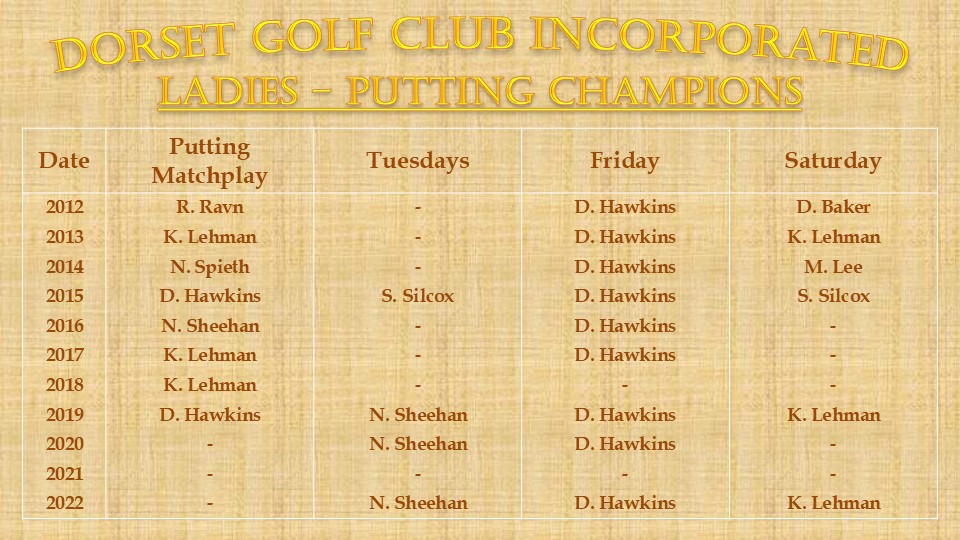 DORSET GOLF CLUB INCORPORATED
LADIES – PUTTING CHAMPIONS
Date Putting Matchplay Tuesdays Friday Saturday
2012 R. Ravn - D. Hawkins D. Baker
2013 K. Lehman - D. Hawkins K. Lehman
2014 N. Spieth - D. Hawkins M. Lee
2015 D. Hawkins S. Silcox D. Hawkins S. Silcox
2016 N. Sheehan - D. Hawkins -
2017 K. Lehman - D. Hawkins -
2018 K. Lehman - - -
2019 D. Hawkins N. Sheehan D. Hawkins K. Lehman
2020 - N. Sheehan D. Hawkins -
2021 - - - -
2022 - N. Sheehan D. Hawkins K. Lehman